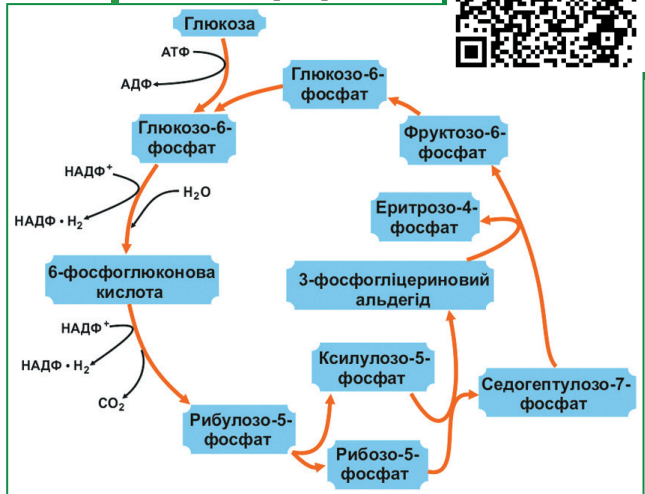 Глюкоза
АТФ
АДФ
Глюкозо-6-
фосфат
Глюкозо-6-
фосфат
Фруктозо-6-
фосфат
НАДФ⁺
H₂O
НАДФ • H₂
Еритрозо-4-
фосфат
6-фосфоглюконова
кислота
3-фосфогліцериновий
альдегід
НАДФ⁺
НАДФ • H₂
CO₂
Ксилулозо-5-
фосфат
Седогептулозо-7-
фосфат
Рибулозо-5-
фосфат
Рибозо-5-
фосфат